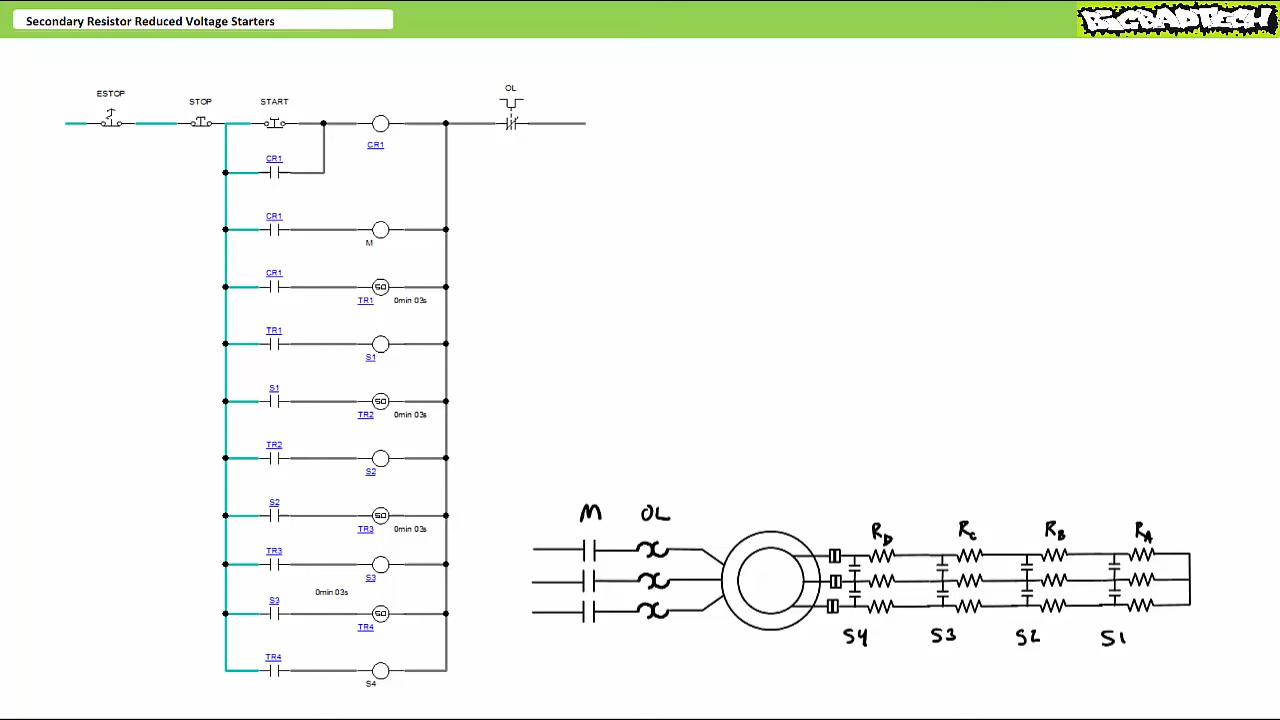 Secondary Resistor Reduced Voltage Starters
BIGBADTECH
ESTOP
STOP
START
OL
CR1
CR1
CR1
M
CR1
TR1
0min 03s
TR1
S1
S1
TR2
0min 03s
TR2
S2
S2
TR3
0min 03s
TR3
S3
0min 03s
S3
TR4
TR4
S4
M
OL
RD
RC
RB
RA
S4
S3
S2
S1